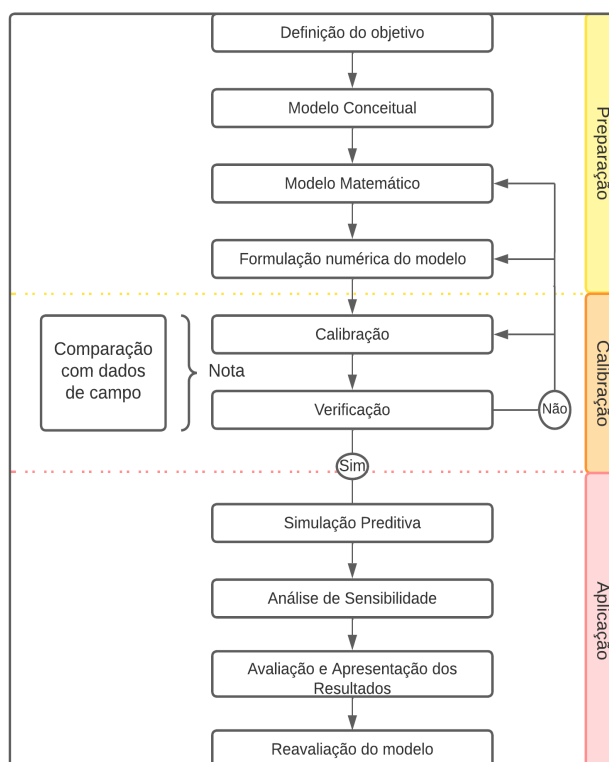 Definição do objetivo
Modelo Conceitual
Modelo Matemático
Formulação numérica do modelo
Preparação
Calibração
Comparação
com dados
de campo
Nota
Verificação
Não
Calibração
Sim
Simulação Preditiva
Análise de Sensibilidade
Avaliação e Apresentação dos
Resultados
Reavaliação do modelo
Aplicação